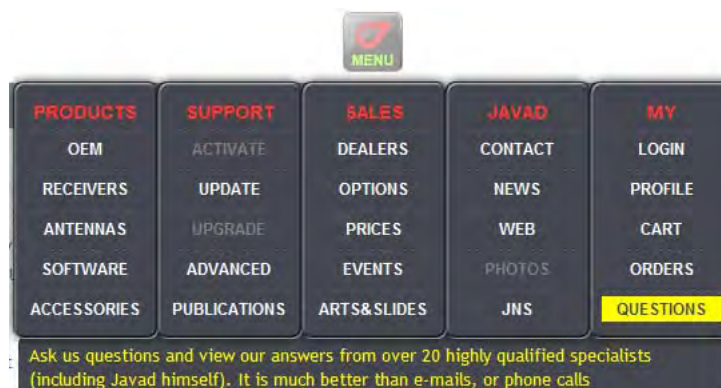 MENU
PRODUCTS SUPPORT SALES JAVAD MY
OEM ACTIVATE DEALERS CONTACT LOGIN
RECEIVERS UPDATE OPTIONS NEWS PROFILE
ANTENNAS UPGRADE PRICES WEB CART
SOFTWARE ADVANCED EVENTS PHOTOS ORDERS
ACCESSORIES PUBLICATIONS ARTS&SLIDES JNS QUESTIONS
Ask us questions and view our answers from over 20 highly qualified specialists
(including Javad himself). It is much better than e-mails, or phone calls